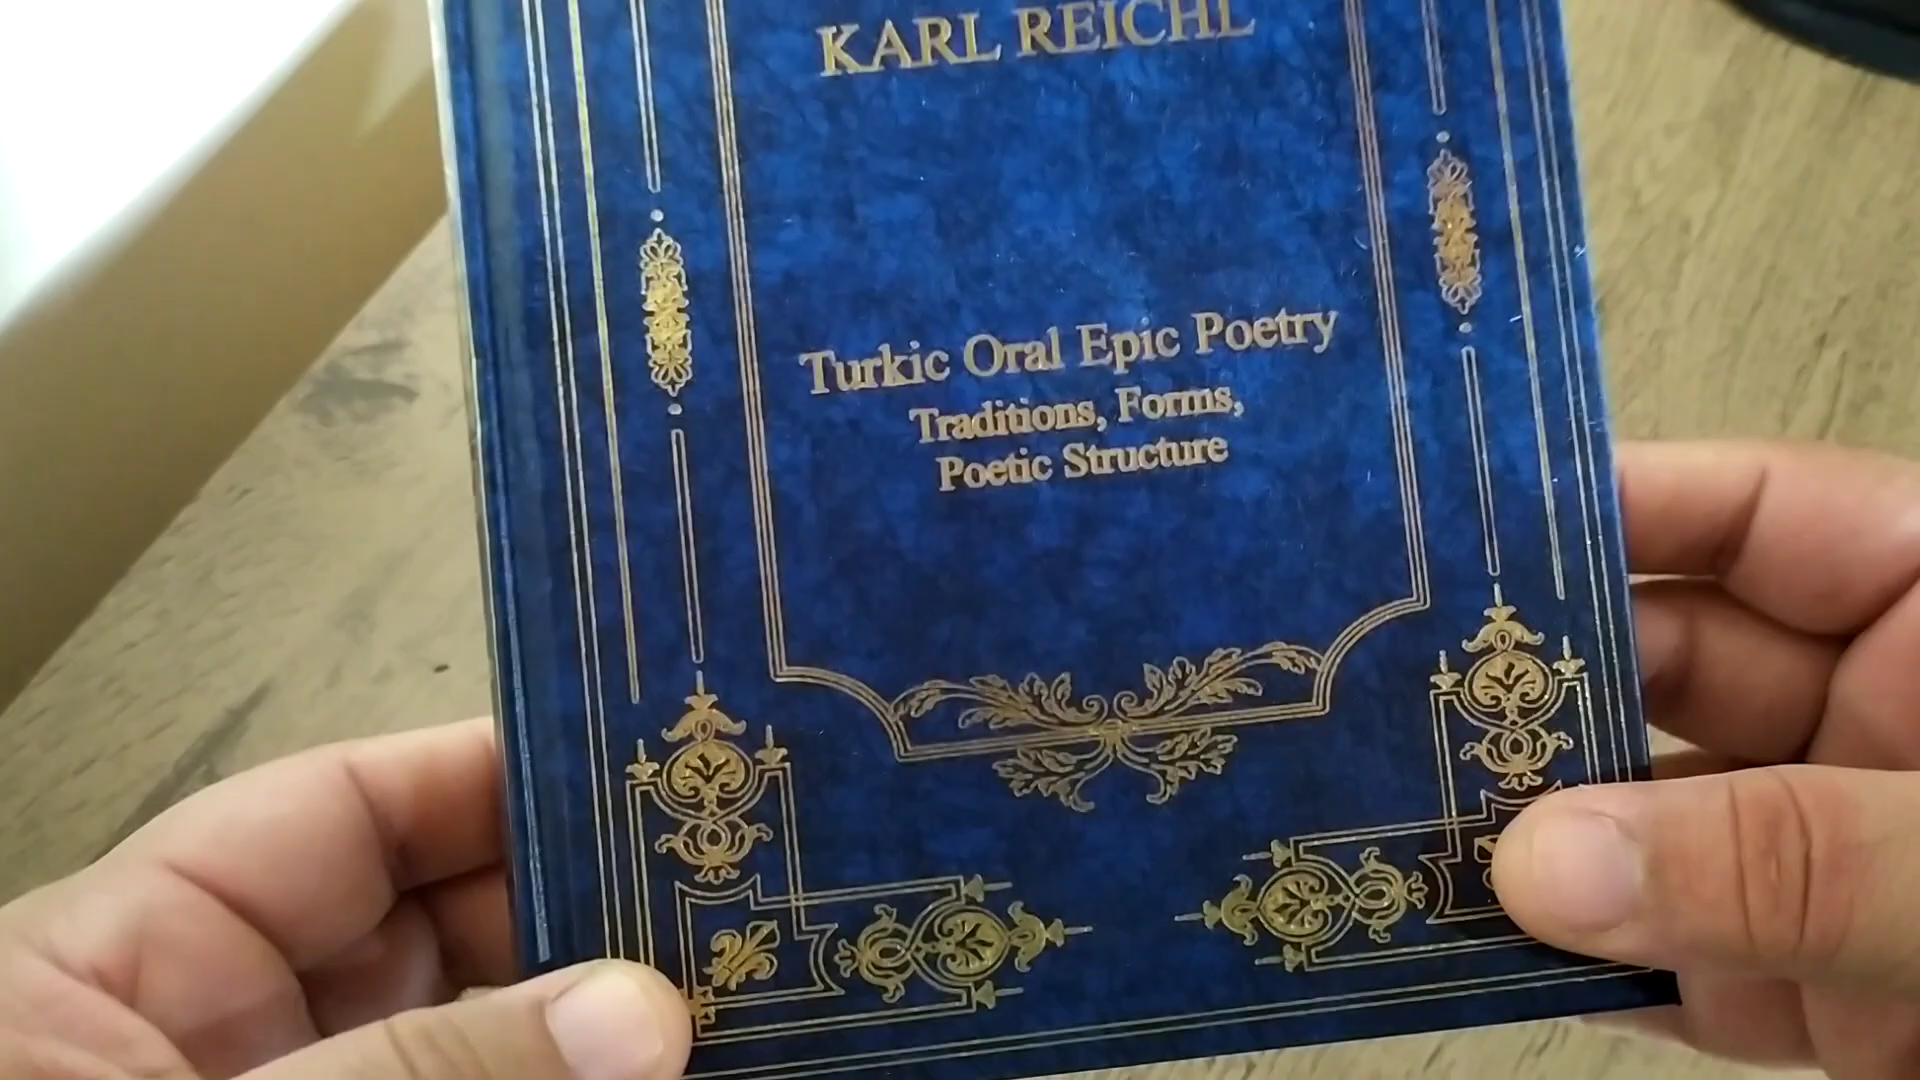 KARL REICHL
Turkic Oral Epic Poetry
Traditions, Forms,
Poetic Structure